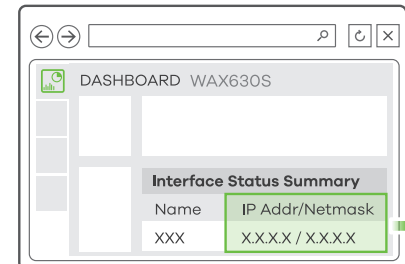 DASHBOARD WAX630S
Interface Status Summary
Name IP Addr/Netmask
XXX X.X.X.X / X.X.X.X